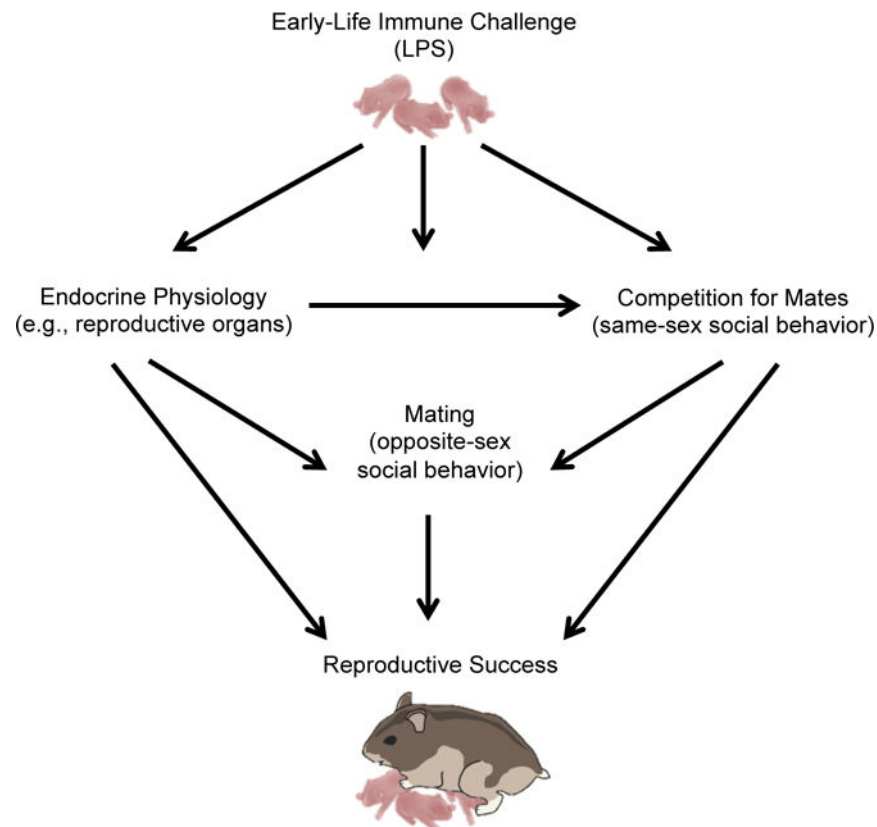 Early-Life Immune Challenge
(LPS)
Endocrine Physiology
(e.g., reproductive organs)
Competition for Mates
(same-sex social behavior)
Mating
(opposite-sex
social behavior)
Reproductive Success